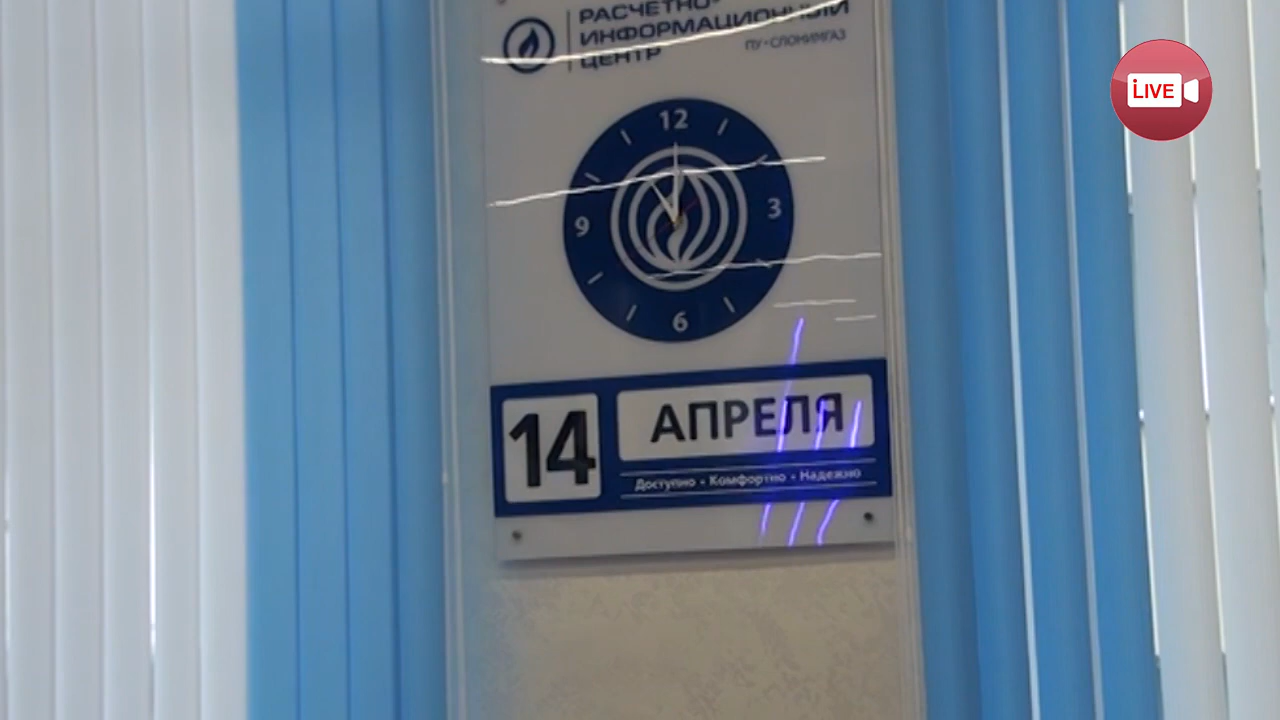 РАСЧЕТНО-
ИНФОРМАЦИОННЫЙ
ЦЕНТР
ПУ • СЛОНИМГАЗ
LIVE
12
3
9
6
14
АПРЕЛЯ
Доступно • Комфортно • Надежно